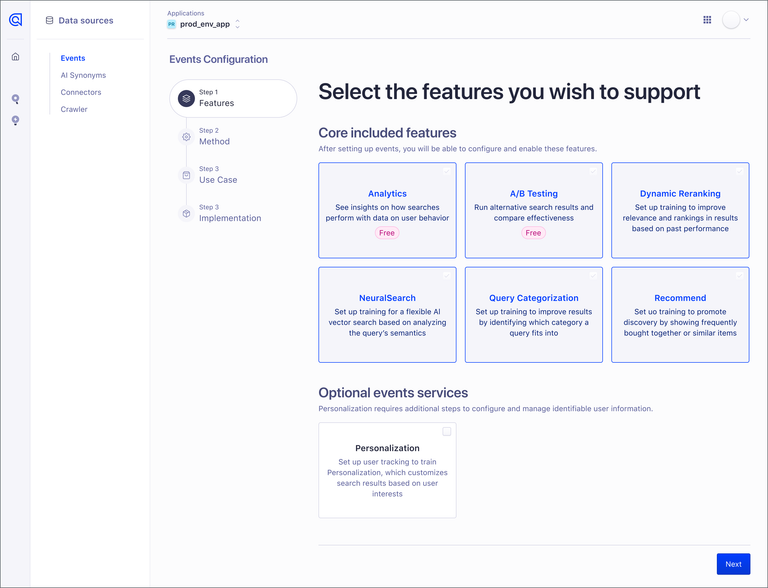 Data sources
Events
AI Synonyms
Connectors
Crawler
Applications
PR prod_env_app
Events Configuration
Step 1
Features
Step 2
Method
Step 3
Use Case
Step 3
Implementation
Select the features you wish to support
Core included features
After setting up events, you will be able to configure and enable these features.
Analytics
See insights on how searches
perform with data on user behavior
Free
A/B Testing
Run alternative search results and
compare effectiveness
Free
Dynamic Reranking
Set up training to improve
relevance and rankings in results
based on past performance
NeuralSearch
Set up training for a flexible AI
vector search based on analyzing
the query's semantics
Query Categorization
Set up training to improve results
by identifying which category a
query fits into
Recommend
Set uo training to promote
discovery by showing frequently
bought together or similar items
Optional events services
Personalization requires additional steps to configure and manage identifiable user information.
Personalization
Set up user tracking to train
Personalization, which customizes
search results based on user
interests
Next